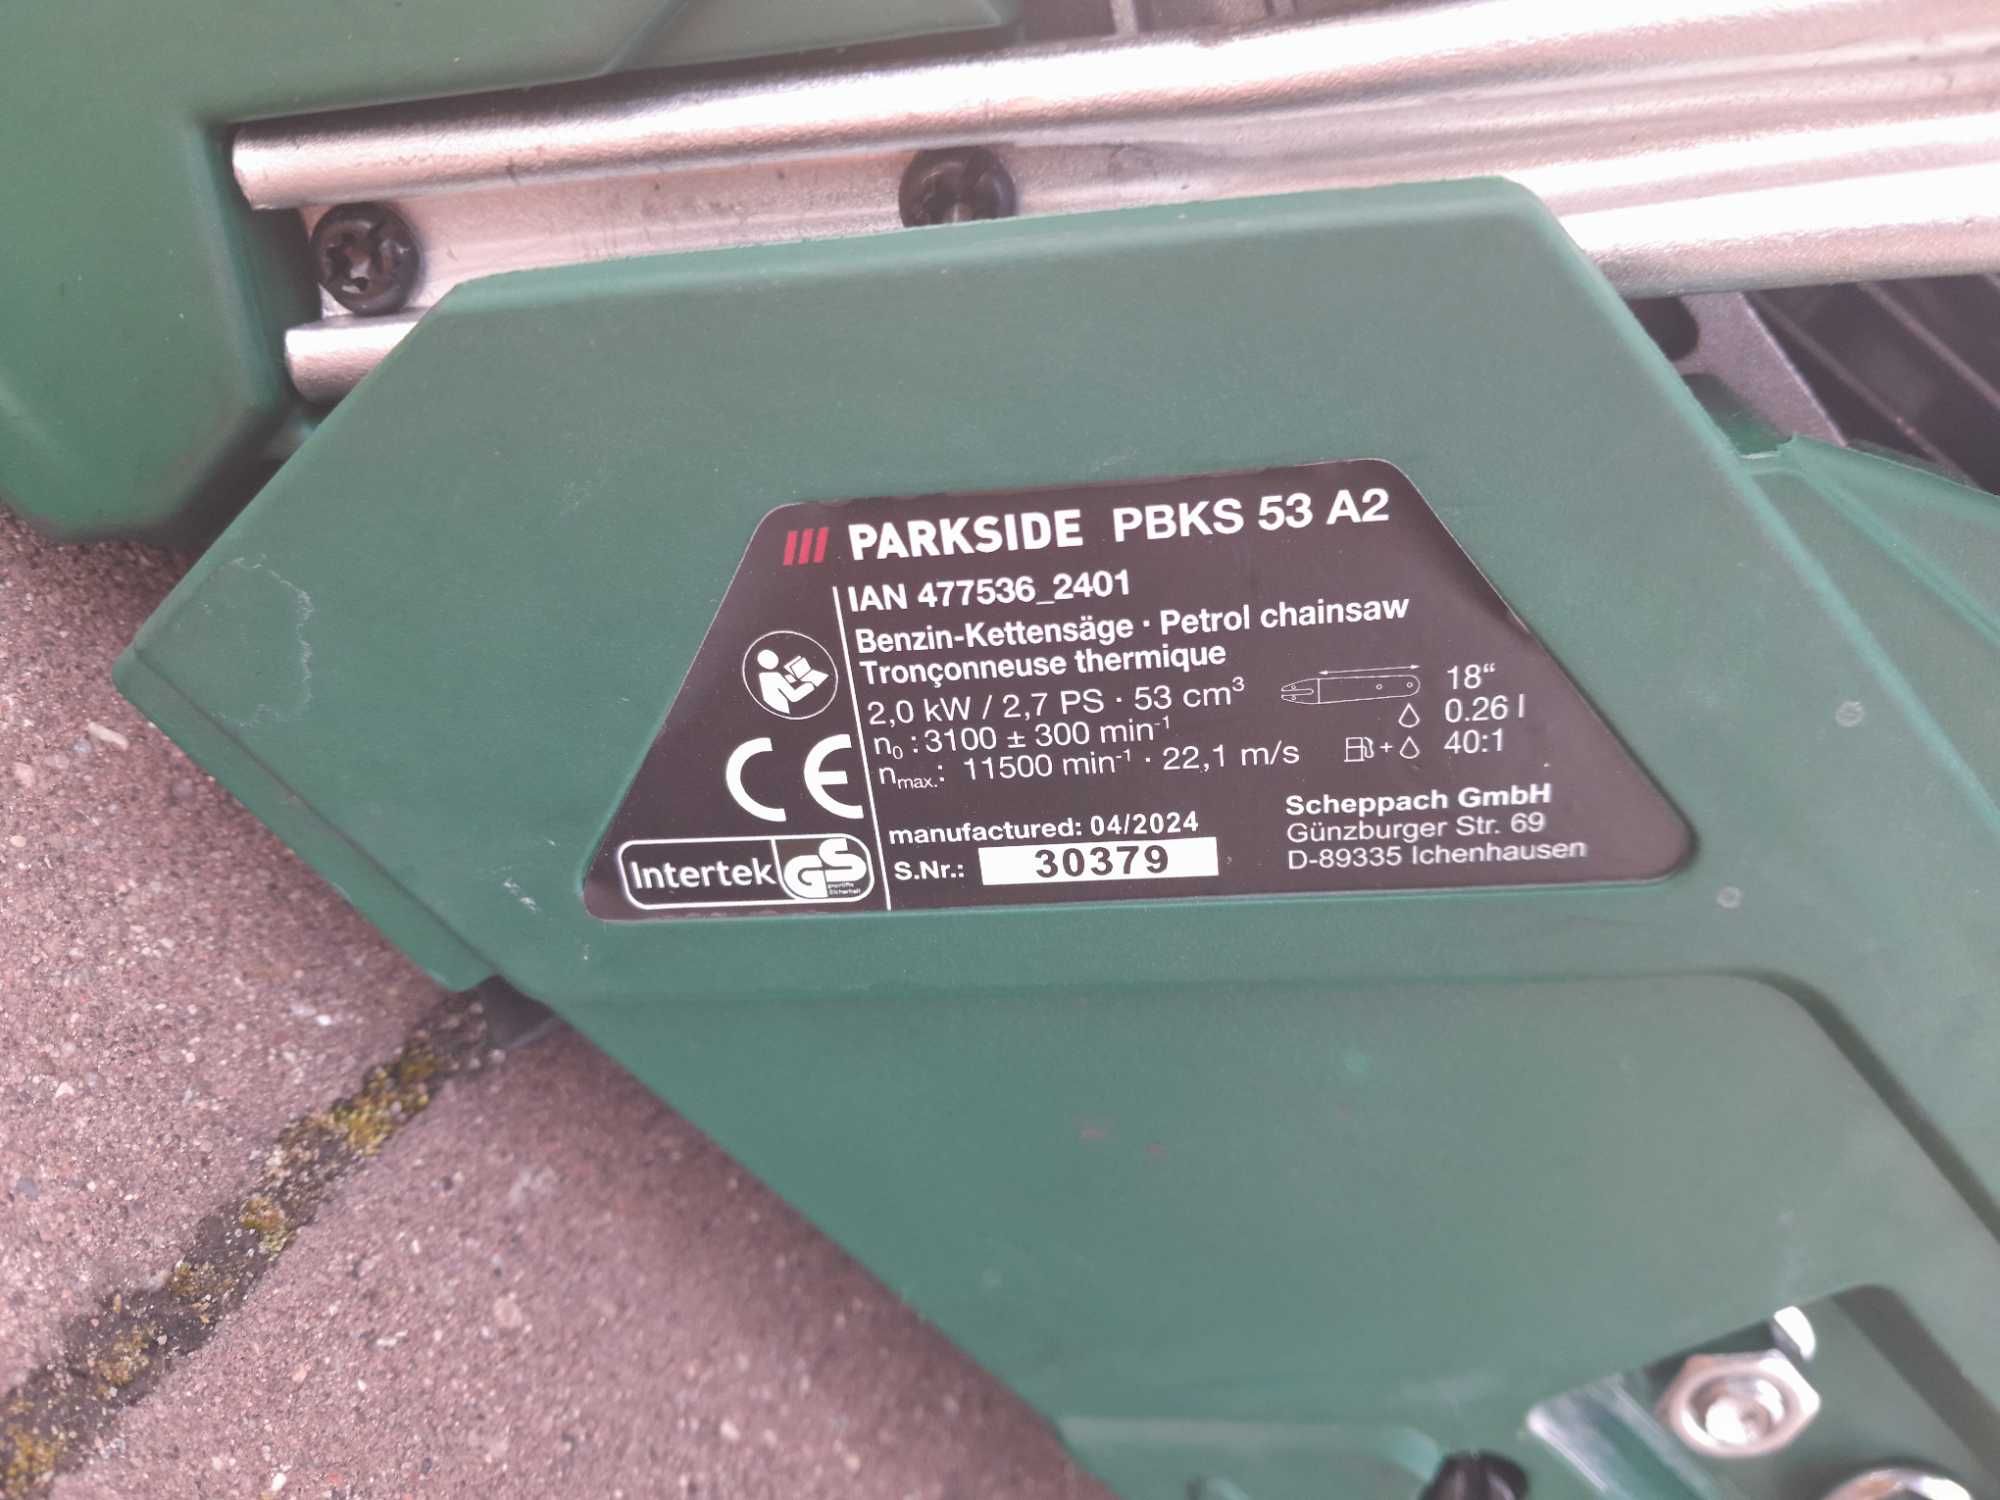 PARKSIDE PBKS 53 A2
IAN 477536_2401
Benzin-Kettensäge · Petrol chainsaw
Tronçonneuse thermique
2,0 kW / 2,7 PS · 53 cm³
n₀ : 3100 ± 300 min⁻¹
nmax.: 11500 min⁻¹ · 22,1 m/s
18“
0.26 l
40:1
manufactured: 04/2024
S.Nr.: 30379
Scheppach GmbH
Günzburger Str. 69
D-89335 Ichenhausen
CE
Intertek GS
geprüfte
Sicherheit